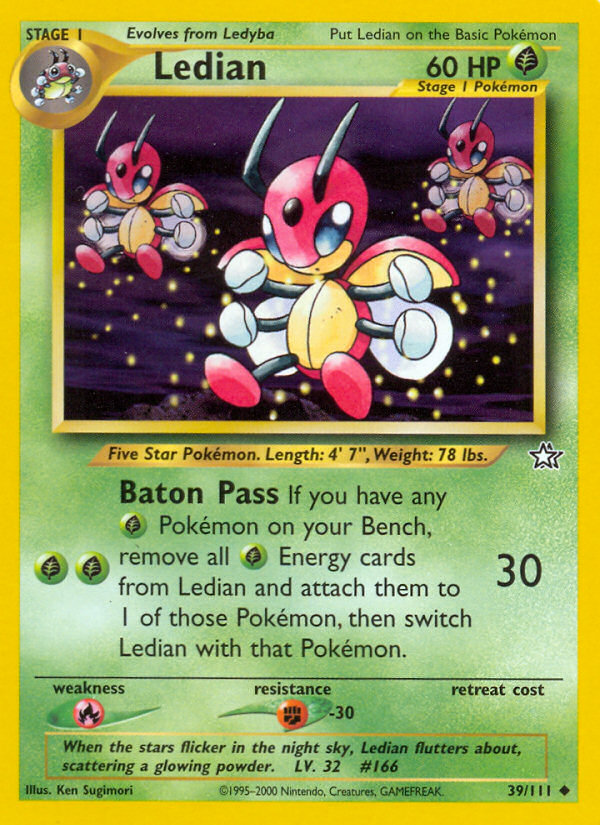 STAGE 1
Evolves from Ledyba
Put Ledian on the Basic Pokémon
Ledian
60 HP
Stage 1 Pokémon
Five Star Pokémon. Length: 4' 7", Weight: 78 lbs.
Baton Pass If you have any
Pokémon on your Bench,
remove all Energy cards
from Ledian and attach them to
1 of those Pokémon, then switch
Ledian with that Pokémon.
30
weakness
resistance
retreat cost
-30
When the stars flicker in the night sky, Ledian flutters about,
scattering a glowing powder. LV. 32 #166
Illus. Ken Sugimori
©1995-2000 Nintendo, Creatures, GAMEFREAK.
39/111